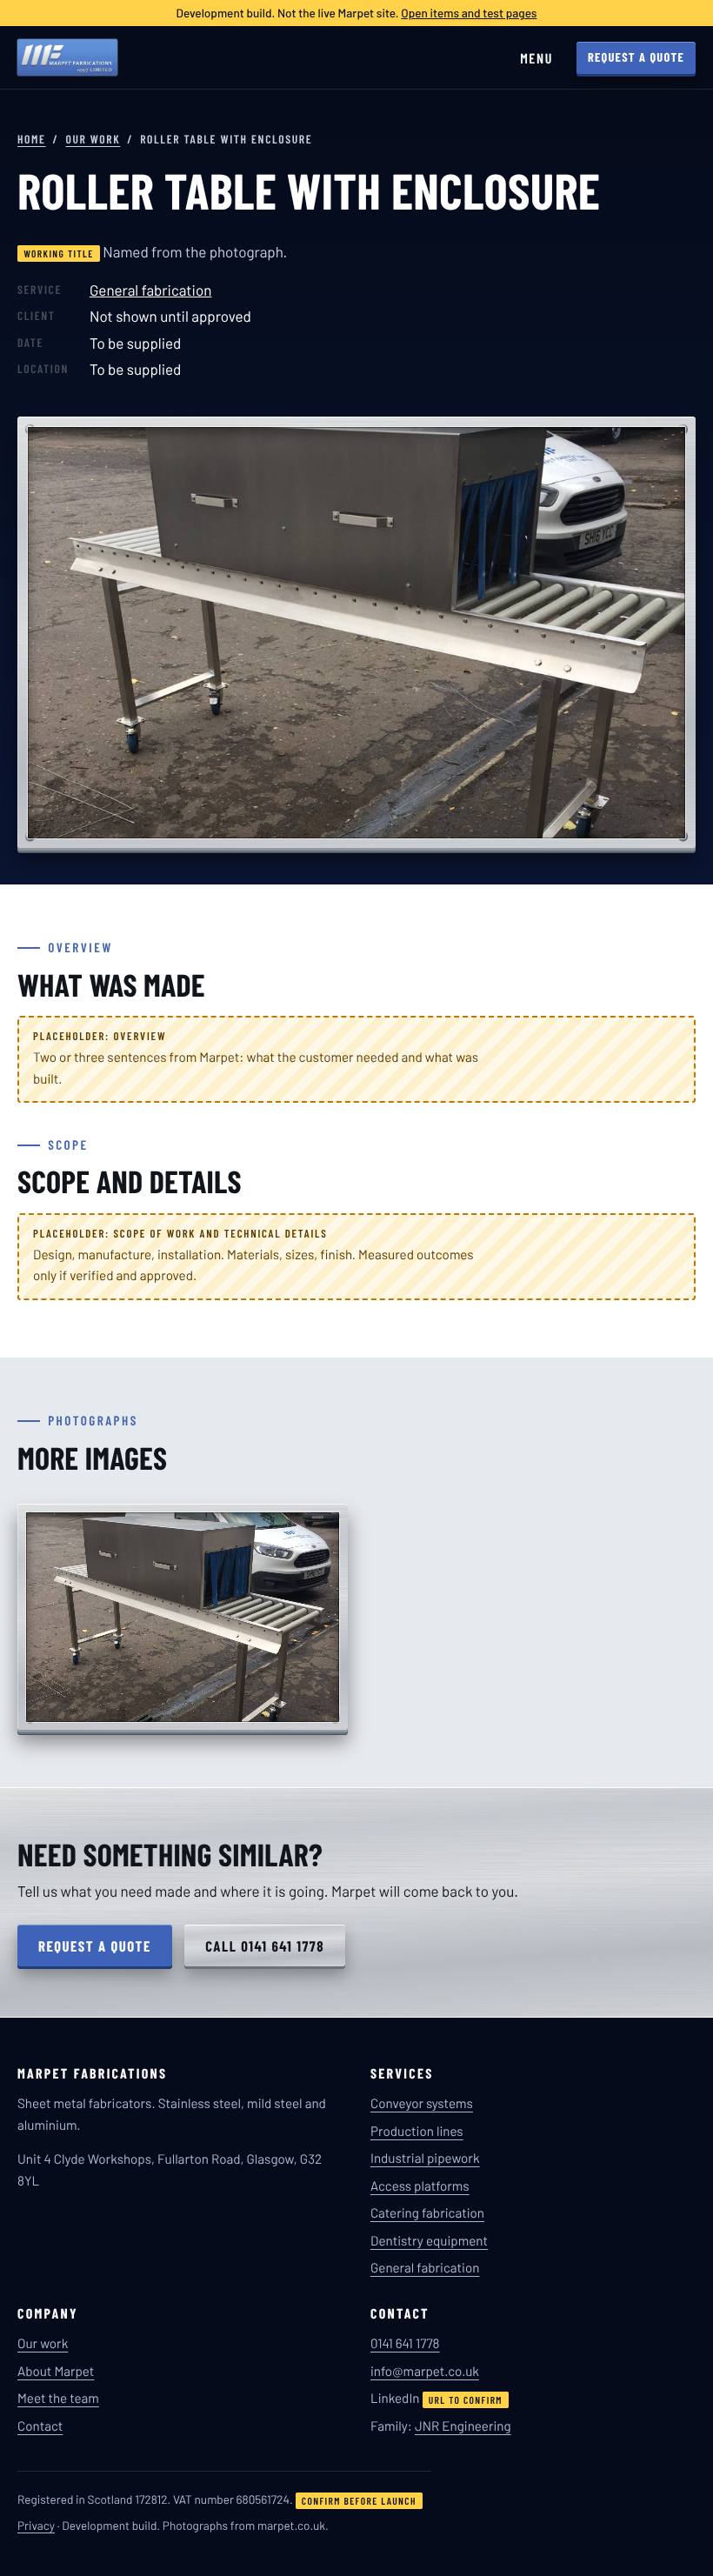 Development build. Not the live Marpet site. Open items and test pages
MF MARPET FABRICATIONS
LIMITED
MENU
REQUEST A QUOTE
HOME / OUR WORK / ROLLER TABLE WITH ENCLOSURE
ROLLER TABLE WITH ENCLOSURE
WORKING TITLE Named from the photograph.
SERVICE General fabrication
CLIENT Not shown until approved
DATE To be supplied
LOCATION To be supplied
SH16 YCC
OVERVIEW
WHAT WAS MADE
PLACEHOLDER: OVERVIEW
Two or three sentences from Marpet: what the customer needed and what was
built.
SCOPE
SCOPE AND DETAILS
PLACEHOLDER: SCOPE OF WORK AND TECHNICAL DETAILS
Design, manufacture, installation. Materials, sizes, finish. Measured outcomes
only if verified and approved.
PHOTOGRAPHS
MORE IMAGES
NEED SOMETHING SIMILAR?
Tell us what you need made and where it is going. Marpet will come back to you.
REQUEST A QUOTE
CALL 0141 641 1778
MARPET FABRICATIONS
Sheet metal fabricators. Stainless steel, mild steel and
aluminium.
Unit 4 Clyde Workshops, Fullarton Road, Glasgow, G32
8YL
SERVICES
Conveyor systems
Production lines
Industrial pipework
Access platforms
Catering fabrication
Dentistry equipment
General fabrication
COMPANY
Our work
About Marpet
Meet the team
Contact
CONTACT
0141 641 1778
info@marpet.co.uk
LinkedIn URL TO CONFIRM
Family: JNR Engineering
Registered in Scotland 172812. VAT number 680561724. CONFIRM BEFORE LAUNCH
Privacy · Development build. Photographs from marpet.co.uk.